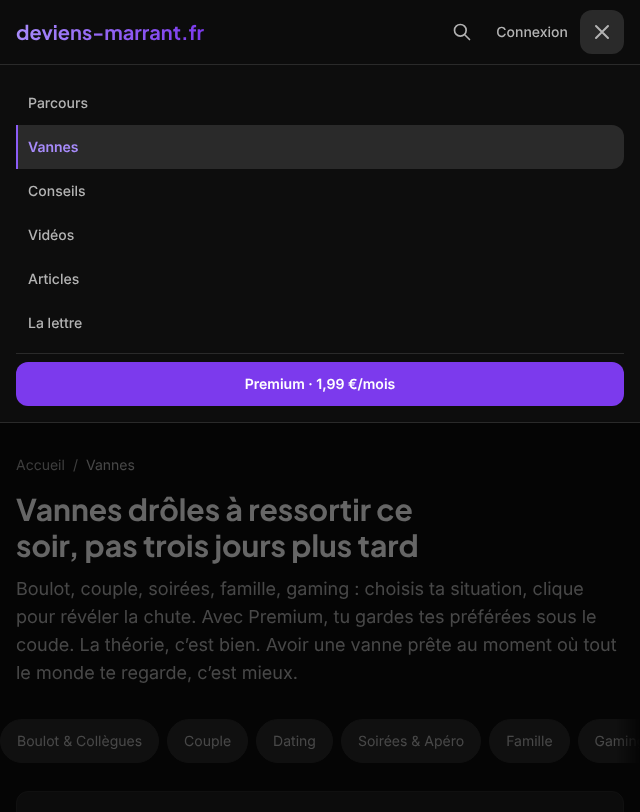 deviens-marrant.fr
Connexion
Parcours
Vannes
Conseils
Vidéos
Articles
La lettre
Premium · 1,99 €/mois
Accueil / Vannes
Vannes drôles à ressortir ce
soir, pas trois jours plus tard
Boulot, couple, soirées, famille, gaming : choisis ta situation, clique
pour révéler la chute. Avec Premium, tu gardes tes préférées sous le
coude. La théorie, c’est bien. Avoir une vanne prête au moment où tout
le monde te regarde, c’est mieux.
Boulot & Collègues
Couple
Dating
Soirées & Apéro
Famille